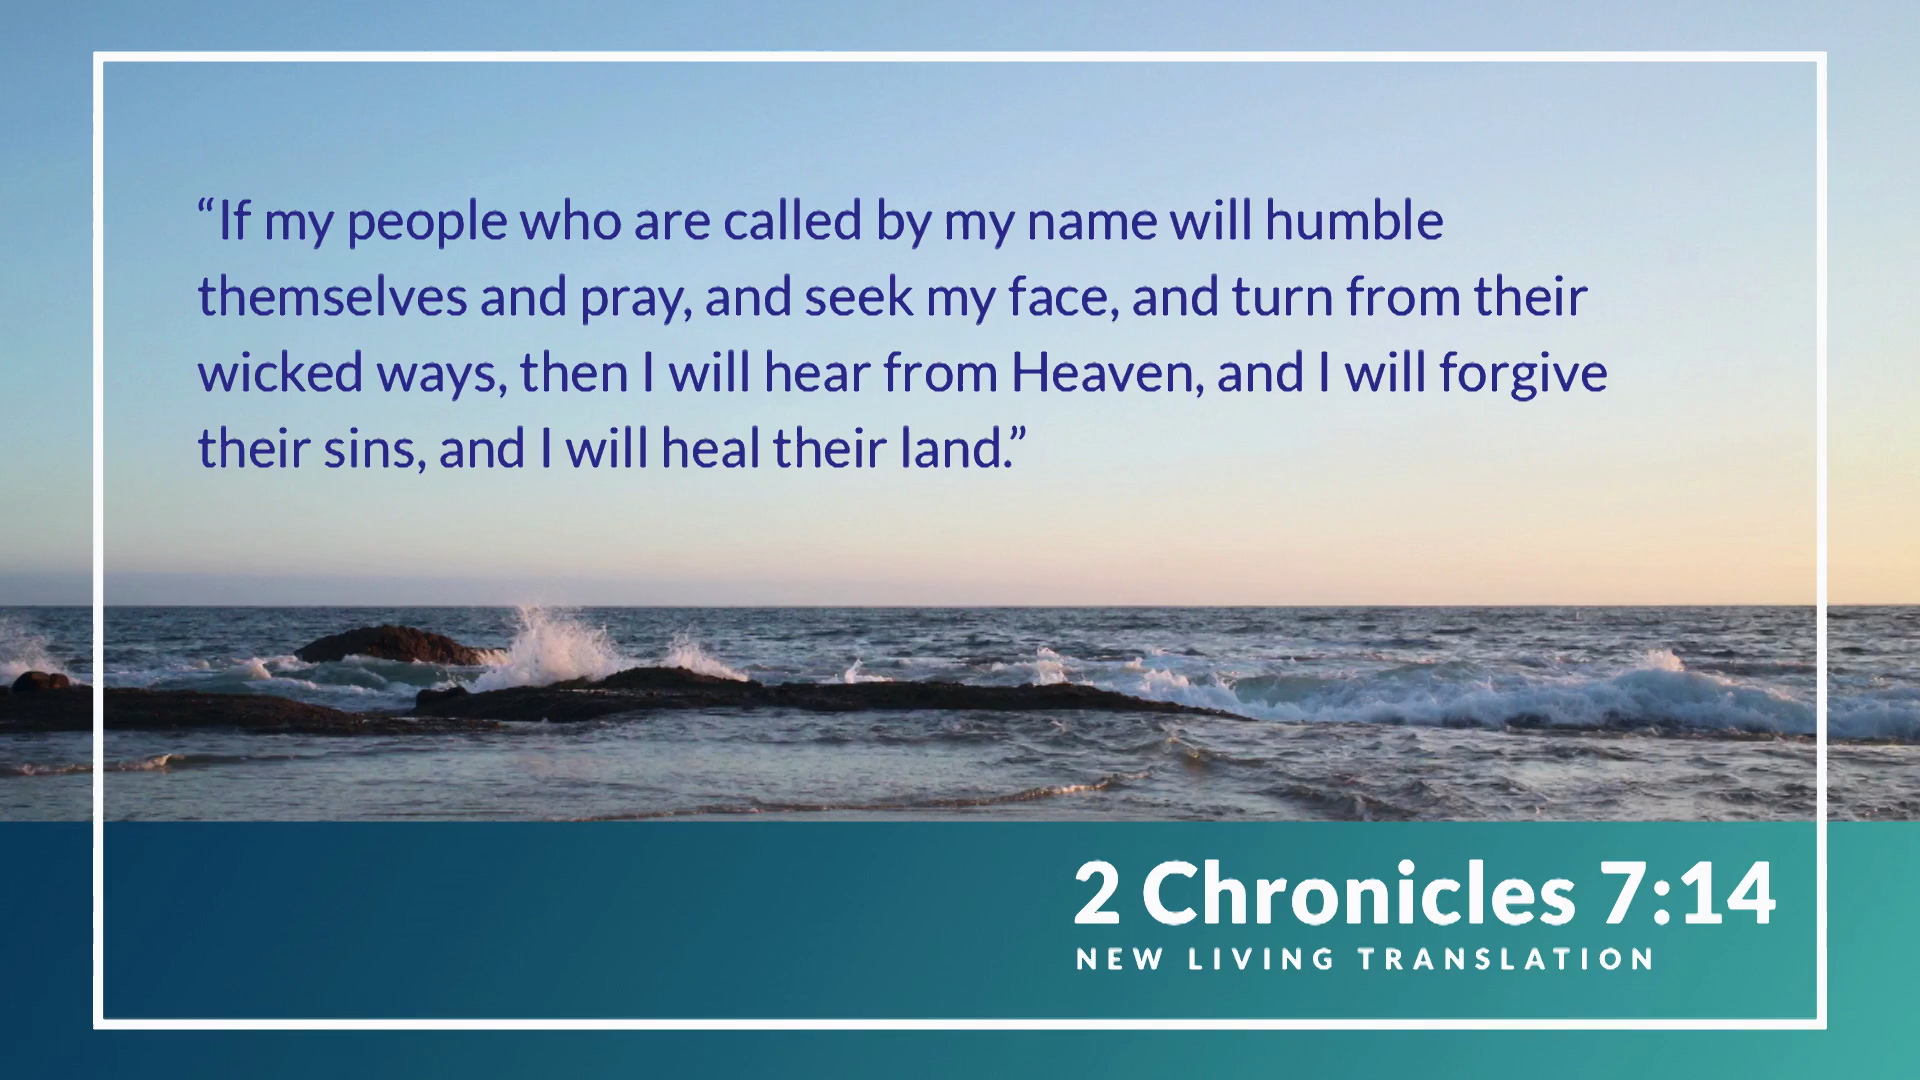 “If my people who are called by my name will humble
themselves and pray, and seek my face, and turn from their
wicked ways, then I will hear from Heaven, and I will forgive
their sins, and I will heal their land.”
2 Chronicles 7:14
NEW LIVING TRANSLATION